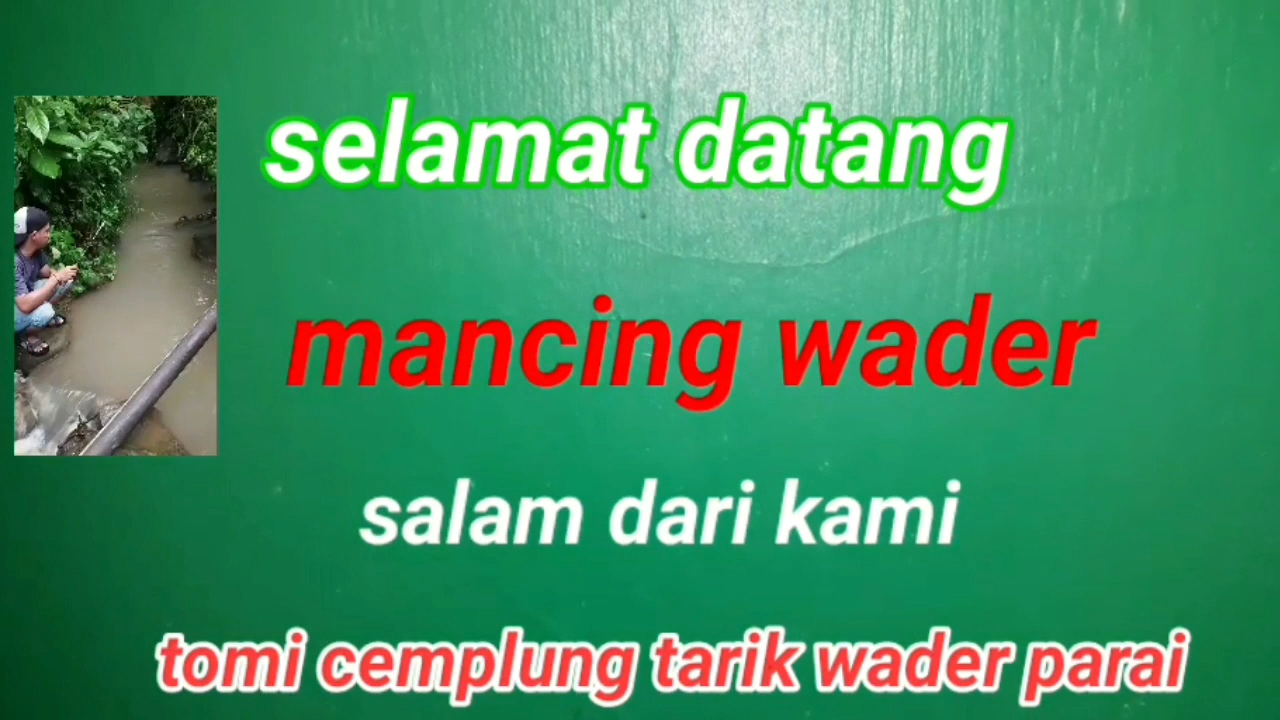 selamat datang
mancing wader
salam dari kami
tomi cemplung tarik wader parai